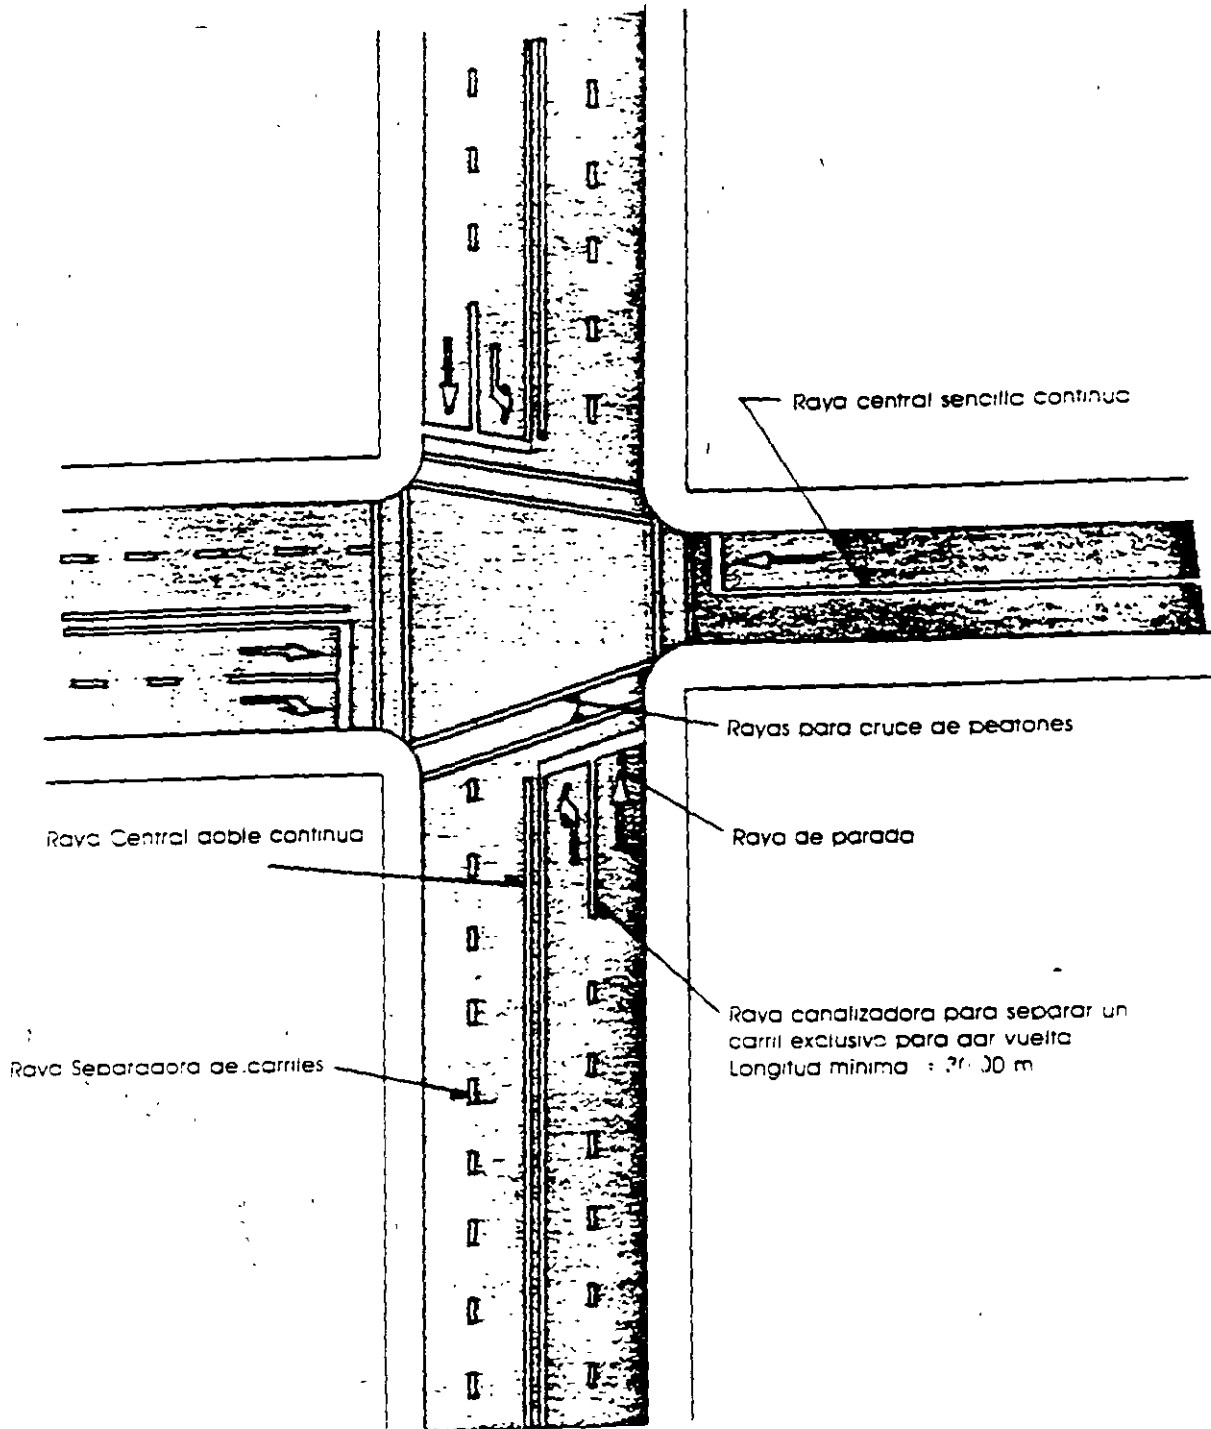 Raya central sencilla continua
Rayas para cruce de peatones
Raya Central doble continua
Raya de parada
Raya canalizadora para separar un
carril exclusivo para dar vuelta
Longitud mínima : m
Raya Separadora de carriles